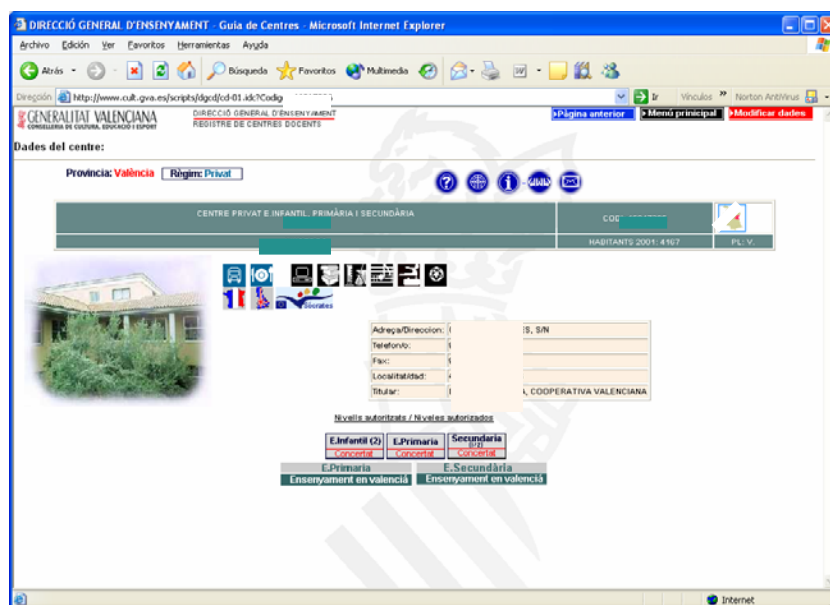 DIRECCIÓ GENERAL D'ENSENYAMENT - Guia de Centres - Microsoft Internet Explorer
Archivo Edición Ver Favoritos Herramientas Ayuda
Atrás Búsqueda Favoritos Multimedia
Dirección http://www.cult.gva.es/scripts/dgcd/cd-01.idc?Codig Ir Vínculos » Norton AntiVirus
GENERALITAT VALENCIANA
CONSELLERIA DE CULTURA, EDUCACIÓ I ESPORT
DIRECCIÓ GENERAL D'ENSENYAMENT
REGISTRE DE CENTRES DOCENTS
Pàgina anterior Menú prinicipal Modificar dades
Dades del centre:
Provincia: València Règim: Privat
CENTRE PRIVAT E INFANTIL, PRIMÀRIA I SECUNDÀRIA
HABITANTS 2001: 4167 PL: V.
Sòcrates
Adreça/Direccion: S, S/N
Telefon/o:
Fax:
Localitat/dad:
Titular: , COOPERATIVA VALENCIANA
Nivells autoritzats / Niveles autorizados
E.Infantil (2) E.Primaria Secundaria
Concertat Concertat Concertat
E.Primaria E.Secundària
Ensenyament en valencià Ensenyament en valencià
Internet